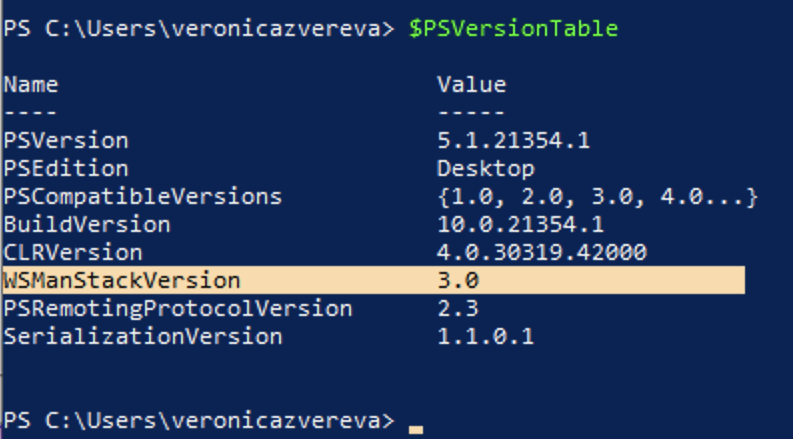 PS C:\Users\veronicazvereva> $PSVersionTable
Name                           Value
----                           -----
PSVersion                      5.1.21354.1
PSEdition                      Desktop
PSCompatibleVersions           {1.0, 2.0, 3.0, 4.0...}
BuildVersion                   10.0.21354.1
CLRVersion                     4.0.30319.42000
WSManStackVersion              3.0
PSRemotingProtocolVersion      2.3
SerializationVersion           1.1.0.1
PS C:\Users\veronicazvereva> _